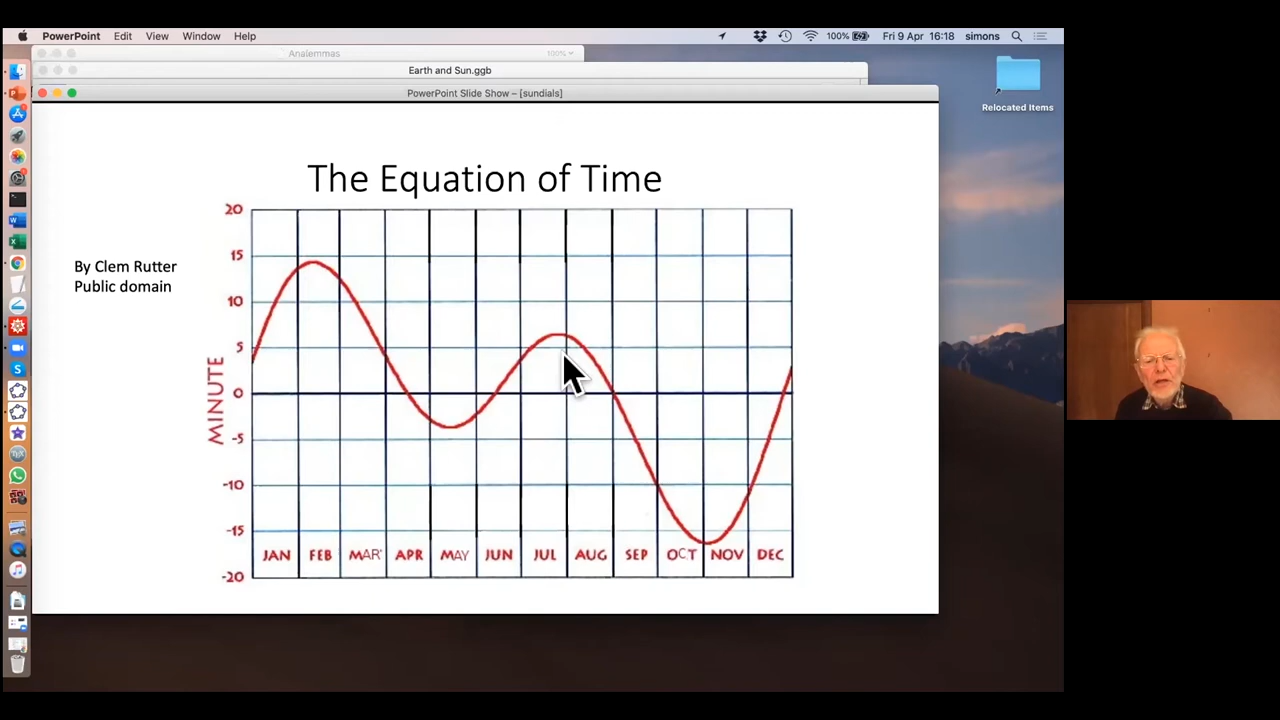 PowerPoint Edit View Window Help
100% Fri 9 Apr 16:18 simons
Analemmas 100%
Earth and Sun.ggb
PowerPoint Slide Show – [sundials]
Relocated Items
The Equation of Time
By Clem Rutter
Public domain
MINUTE
20
15
10
5
0
-5
-10
-15
-20
JAN FEB MAR' APR MAY JUN JUL AUG SEP OCT NOV DEC